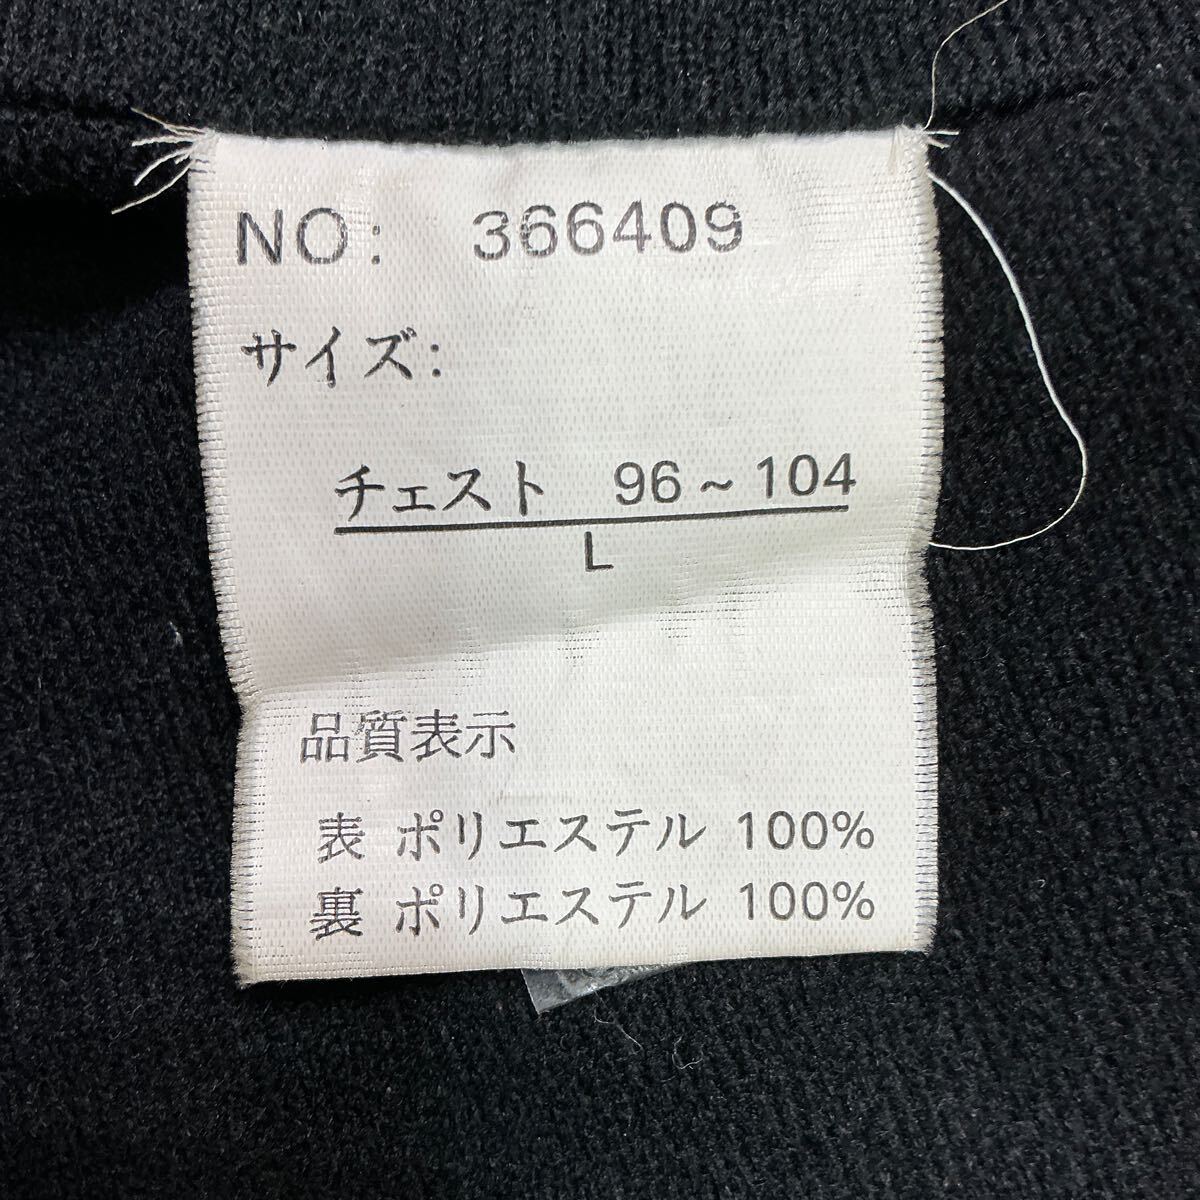 NO: 366409
サイズ:
チェスト 96~104
L
品質表示
表 ポリエステル 100%
裏 ポリエステル 100%